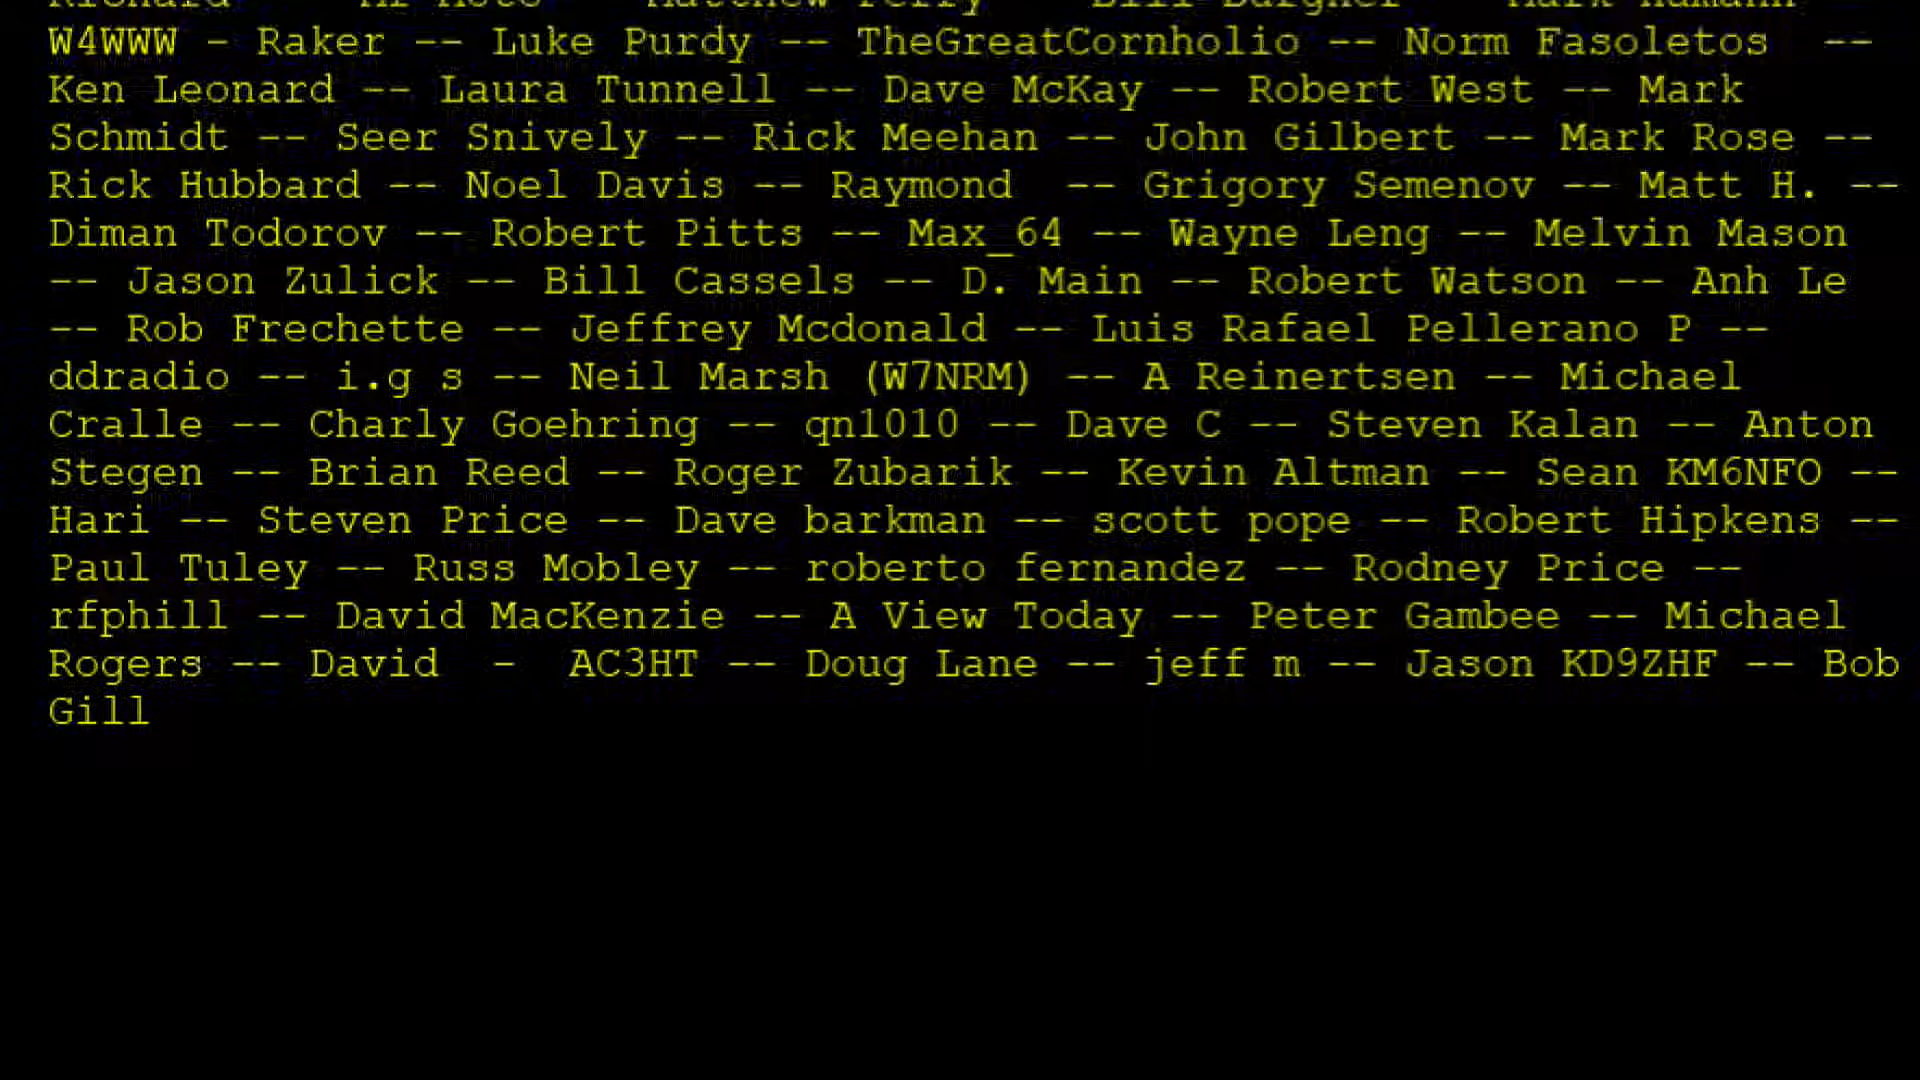 W4WWW - Raker -- Luke Purdy -- TheGreatCornholio -- Norm Fasoletos --
Ken Leonard -- Laura Tunnell -- Dave McKay -- Robert West -- Mark
Schmidt -- Seer Snively -- Rick Meehan -- John Gilbert -- Mark Rose --
Rick Hubbard -- Noel Davis -- Raymond -- Grigory Semenov -- Matt H. --
Diman Todorov -- Robert Pitts -- Max_64 -- Wayne Leng -- Melvin Mason
-- Jason Zulick -- Bill Cassels -- D. Main -- Robert Watson -- Anh Le
-- Rob Frechette -- Jeffrey Mcdonald -- Luis Rafael Pellerano P --
ddradio -- i.g s -- Neil Marsh (W7NRM) -- A Reinertsen -- Michael
Cralle -- Charly Goehring -- qn1010 -- Dave C -- Steven Kalan -- Anton
Stegen -- Brian Reed -- Roger Zubarik -- Kevin Altman -- Sean KM6NFO --
Hari -- Steven Price -- Dave barkman -- scott pope -- Robert Hipkens --
Paul Tuley -- Russ Mobley -- roberto fernandez -- Rodney Price --
rfphill -- David MacKenzie -- A View Today -- Peter Gambee -- Michael
Rogers -- David - AC3HT -- Doug Lane -- jeff m -- Jason KD9ZHF -- Bob
Gill